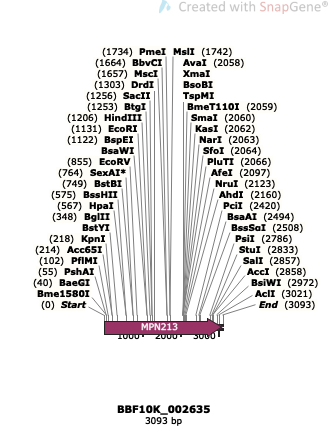 Created with SnapGene®
(1734) PmeI MslI (1742)
(1664) BbvCI AvaI (2058)
(1657) MscI XmaI
(1303) DrdI BsoBI
(1256) SacII TspMI
(1253) BtgI BmeT110I (2059)
(1206) HindIII SmaI (2060)
(1131) EcoRI KasI (2062)
(1122) BspEI NarI (2063)
BsaWI SfoI (2064)
(855) EcoRV PluTI (2066)
(764) SexAI* AfeI (2097)
(749) BstBI NruI (2123)
(575) BssHII AhdI (2160)
(567) HpaI PciI (2420)
(348) BglII BsaAI (2494)
BstYI BssSαI (2508)
(218) KpnI PsiI (2786)
(214) Acc65I StuI (2833)
(102) PflMI SalI (2857)
(55) PshAI AccI (2858)
(40) BaeGI BsiWI (2972)
Bme1580I AclI (3021)
(0) Start End (3093)
MPN213
1000 2000 3000
BBF10K_002635
3093 bp